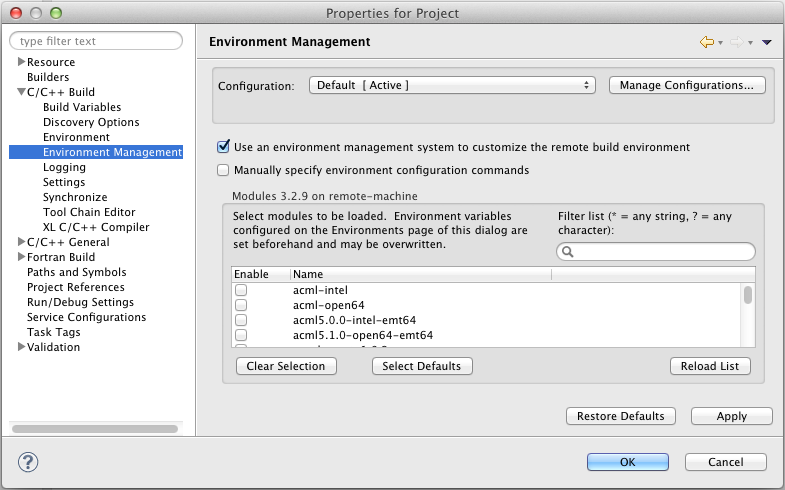 Properties for Project
type filter text
Resource
Builders
C/C++ Build
Build Variables
Discovery Options
Environment
Environment Management
Logging
Settings
Synchronize
Tool Chain Editor
XL C/C++ Compiler
C/C++ General
Fortran Build
Paths and Symbols
Project References
Run/Debug Settings
Service Configurations
Task Tags
Validation
Environment Management
Configuration:
Default [ Active ]
Manage Configurations...
Use an environment management system to customize the remote build environment
Manually specify environment configuration commands
Modules 3.2.9 on remote-machine
Select modules to be loaded. Environment variables
configured on the Environments page of this dialog are
set beforehand and may be overwritten.
Filter list (* = any string, ? = any
character):
Enable Name
acml-intel
acml-open64
acml5.0.0-intel-emt64
acml5.1.0-open64-emt64
Clear Selection
Select Defaults
Reload List
Restore Defaults
Apply
?
OK
Cancel